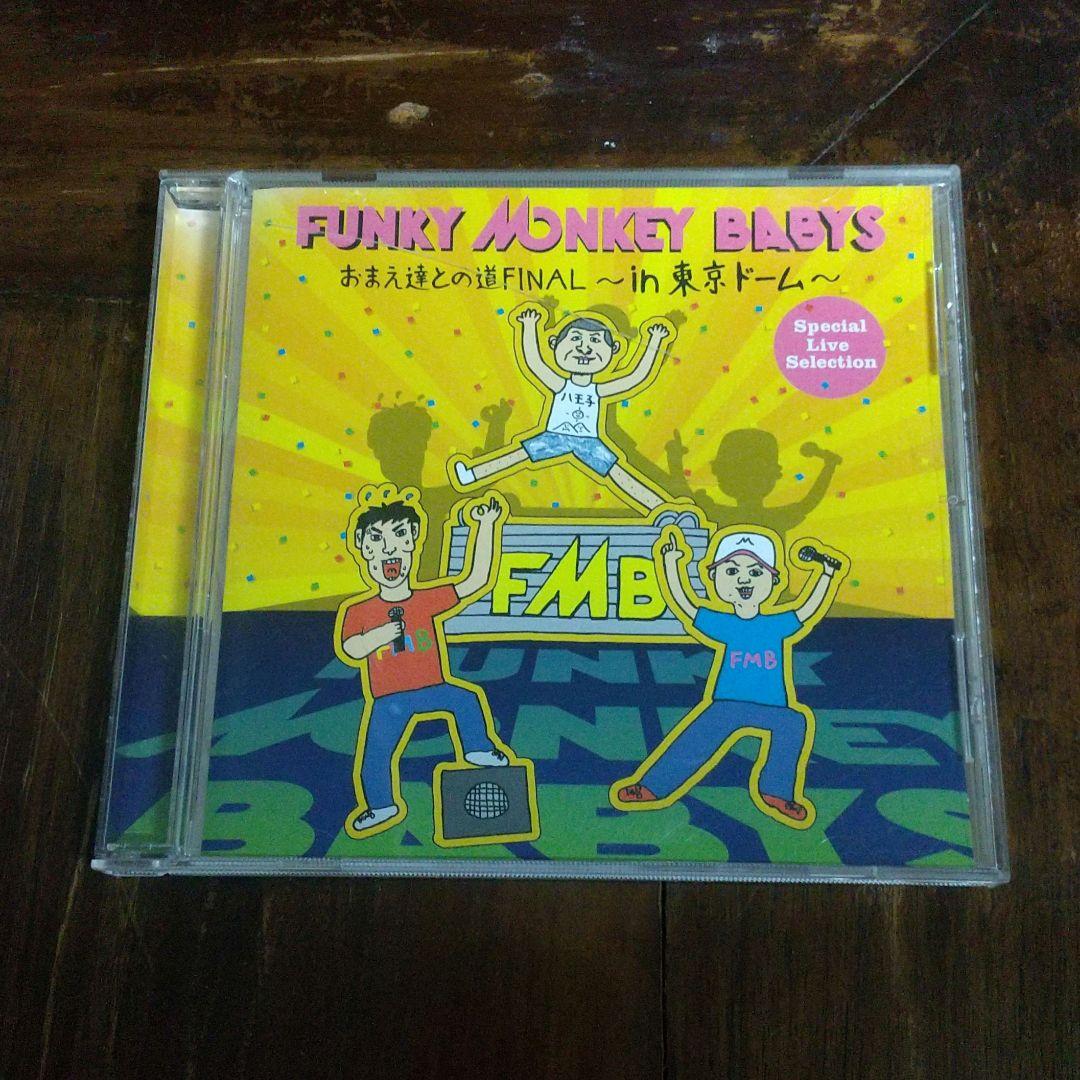 FUNKY MONKEY BABYS
おまえ達との道FINAL ～in 東京ドーム～
Special
Live
Selection
八王子
FMB
FMB
FMB
FUNKY
MONKEY
BABYS